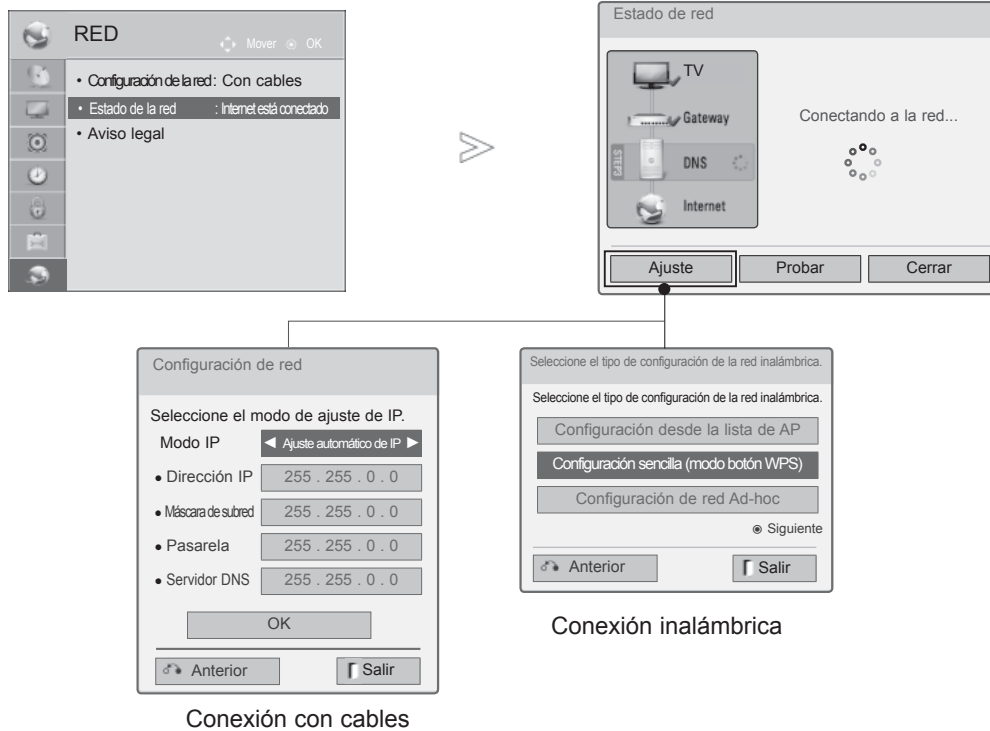 RED
Mover ◉ OK
• Configuración de la red : Con cables
• Estado de la red : Internet está conectado
• Aviso legal
Estado de red
TV
Gateway
STEP3
DNS
Internet
Conectando a la red...
Ajuste
Probar
Cerrar
Configuración de red
Seleccione el modo de ajuste de IP.
Modo IP ◀ Ajuste automático de IP ▶
● Dirección IP 255 . 255 . 0 . 0
● Máscara de subred 255 . 255 . 0 . 0
● Pasarela 255 . 255 . 0 . 0
● Servidor DNS 255 . 255 . 0 . 0
OK
Anterior
Salir
Conexión con cables
Seleccione el tipo de configuración de la red inalámbrica.
Seleccione el tipo de configuración de la red inalámbrica.
Configuración desde la lista de AP
Configuración sencilla (modo botón WPS)
Configuración de red Ad-hoc
◉ Siguiente
Anterior
Salir
Conexión inalámbrica